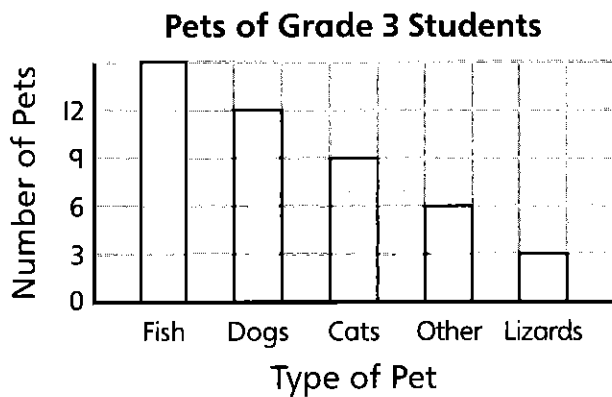 Pets of Grade 3 Students
Number of Pets
12
9
6
3
0
Fish Dogs Cats Other Lizards
Type of Pet